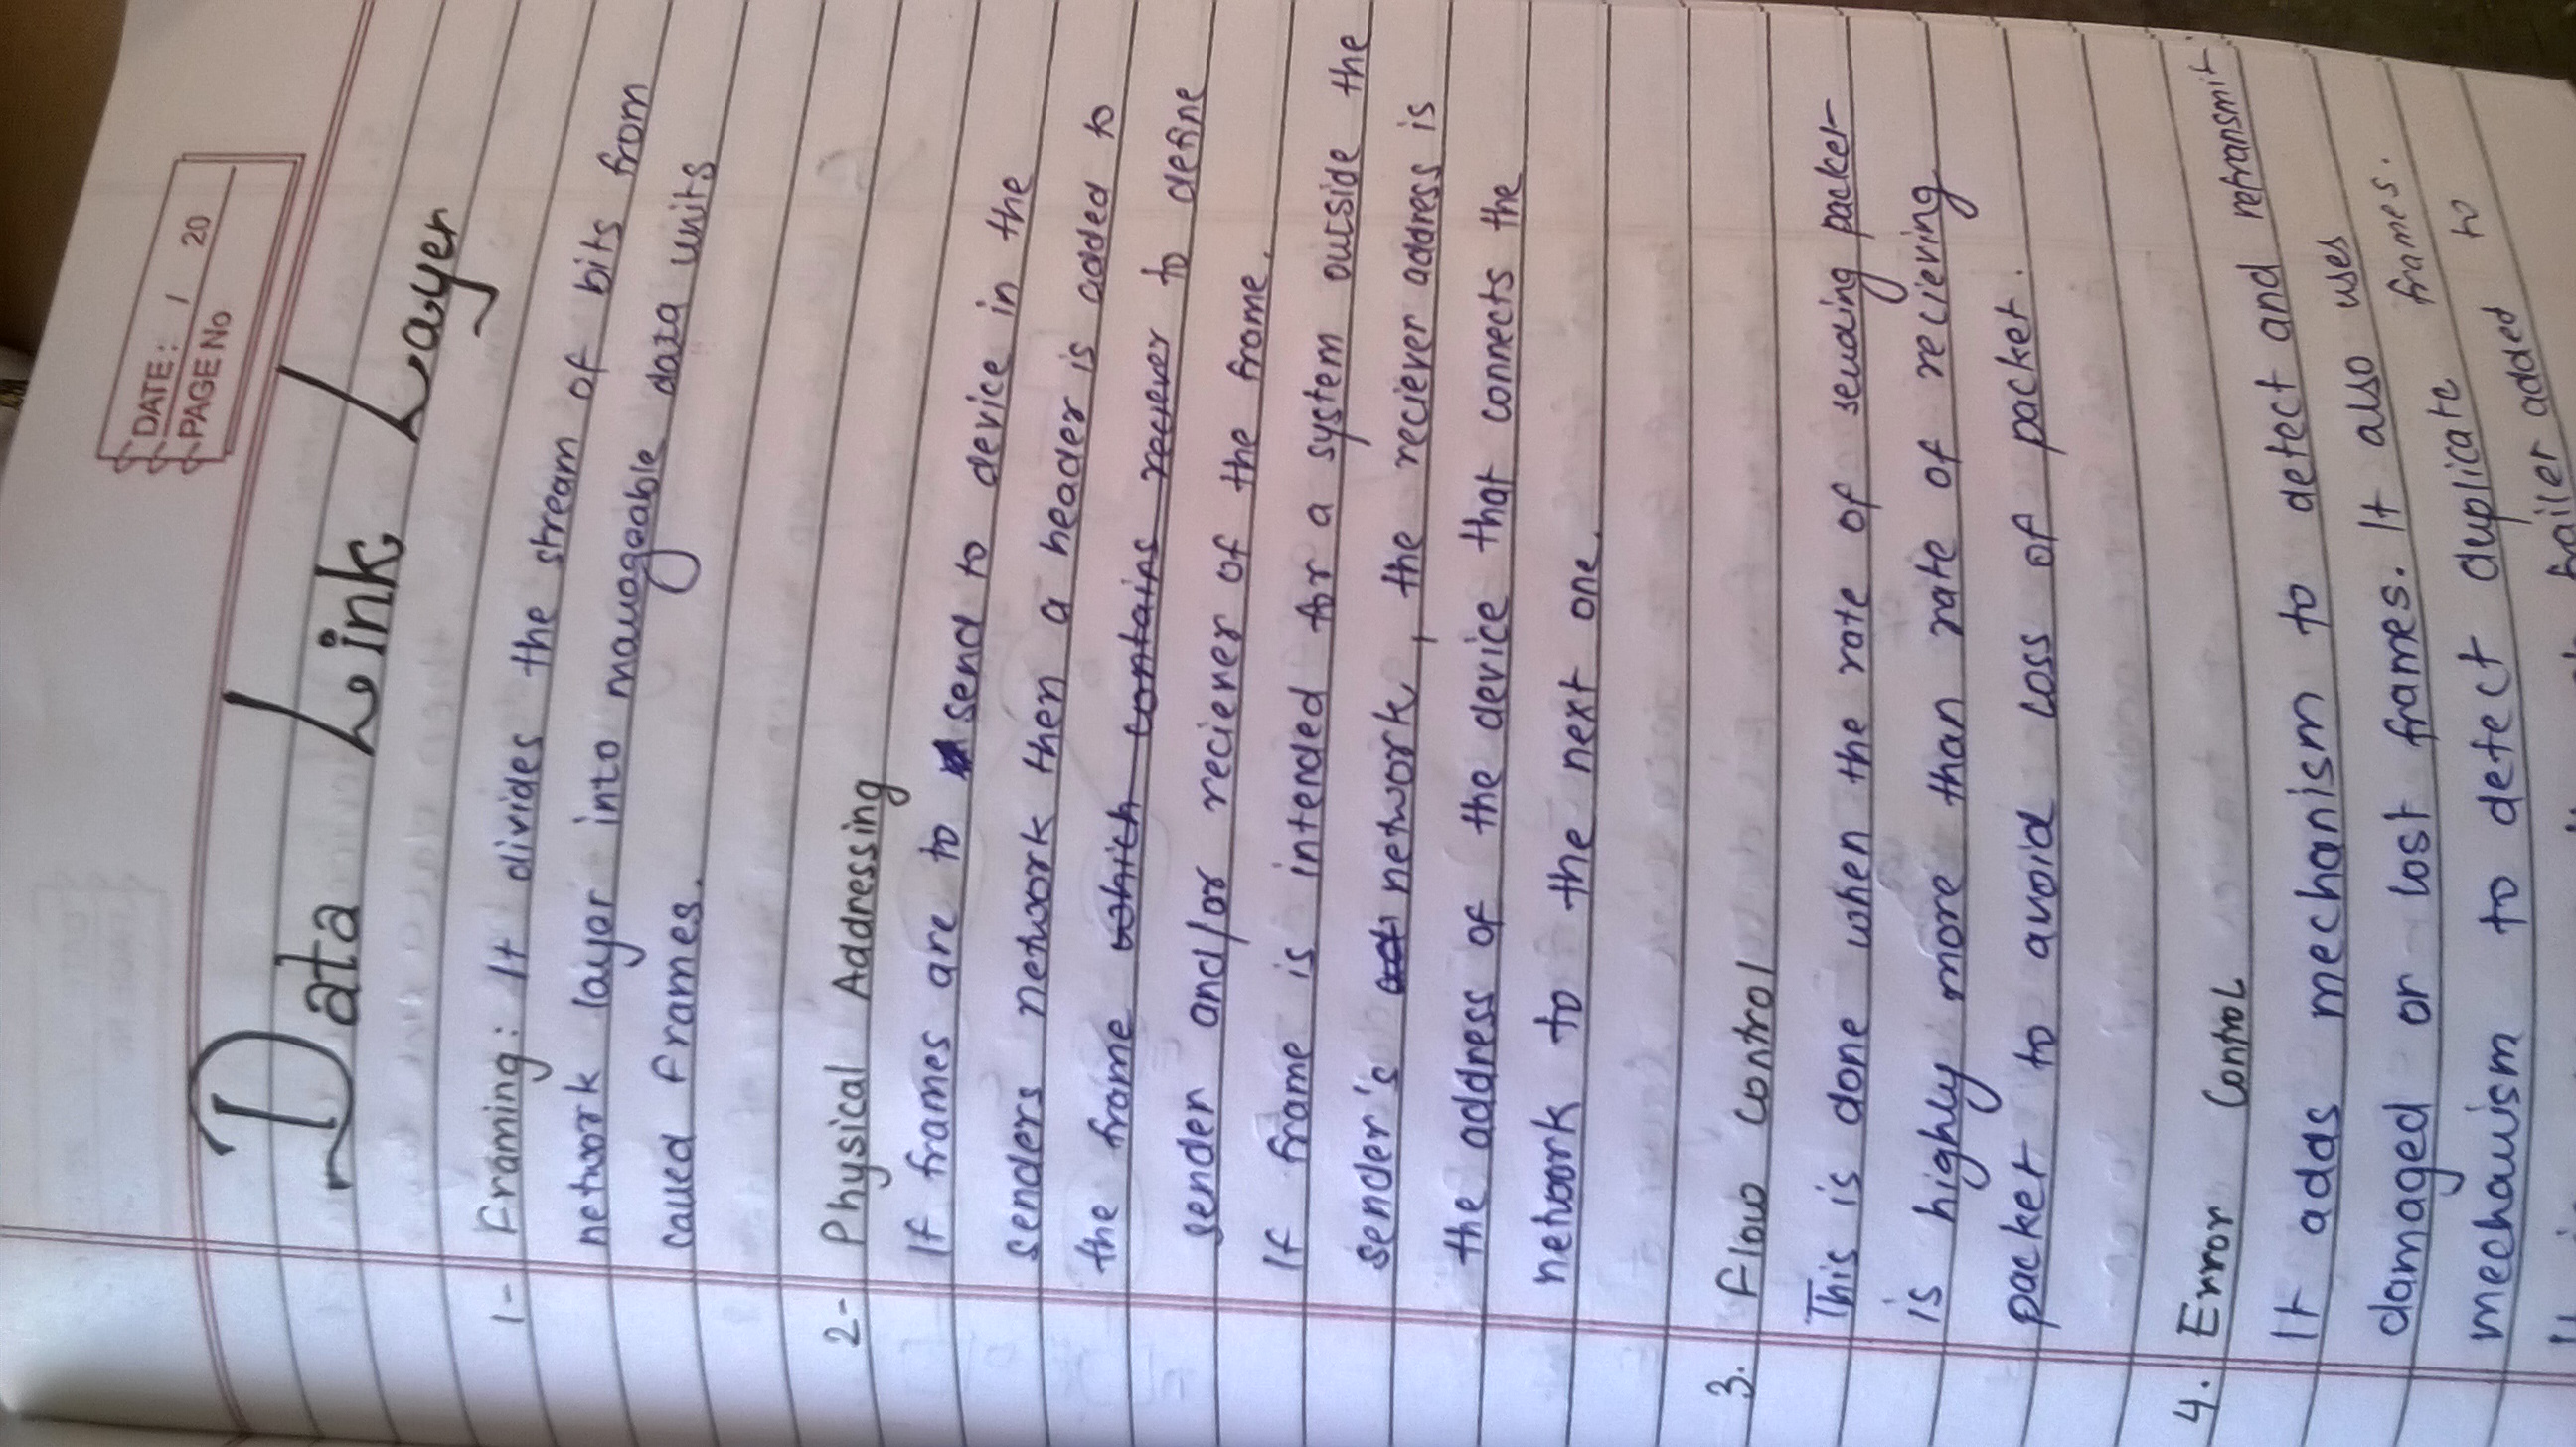 DATE: / 20
PAGE No
Data Link Layer
1- Framing: It divides the stream of bits from
network layer into manageable data units
called frames.
2- Physical Addressing
If frames are to send to device in the
senders network then a header is added to
the frame which contains reciever to define
sender and/or reciever of the frame.
If frame is intended for a system outside the
sender's network, the reciever address is
the address of the device that connects the
network to the next one.
3. Flow Control
This is done when the rate of sending packet
is highly more than rate of recieving
packet to avoid loss of packet.
4. Error Control
It adds mechanism to detect and retransmit
damaged or lost frames. It also uses
mechanism to detect duplicate frames.
trailer added to